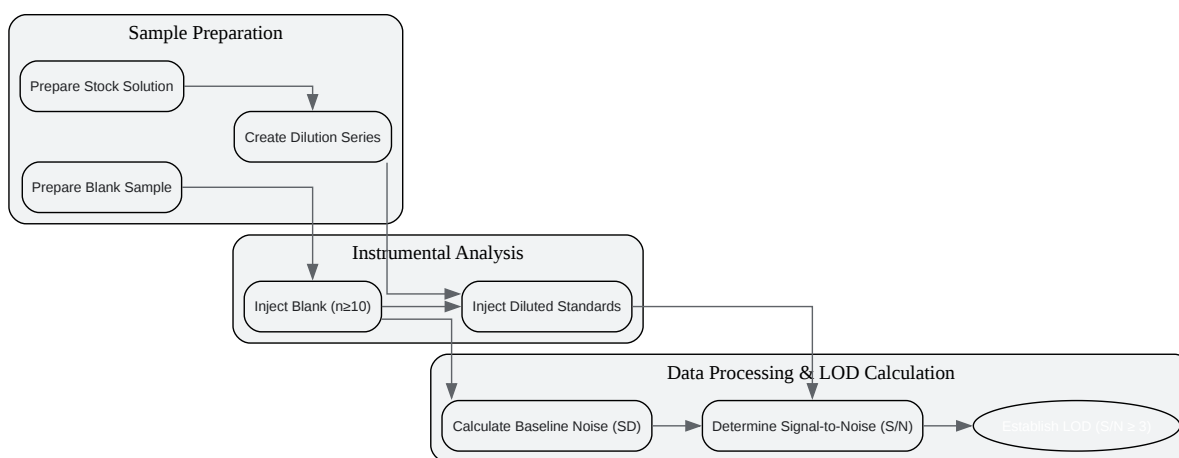 Sample Preparation
Prepare Stock Solution
Create Dilution Series
Prepare Blank Sample
Instrumental Analysis
Inject Blank (n≥10)
Inject Diluted Standards
Data Processing & LOD Calculation
Calculate Baseline Noise (SD)
Determine Signal-to-Noise (S/N)
Establish LOD (S/N ≥ 3)